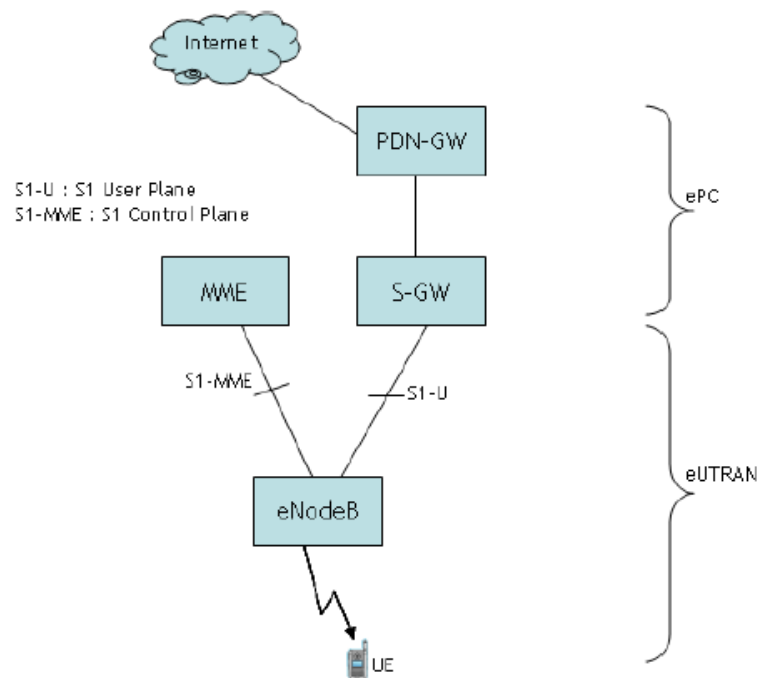 Internet
PDN-GW
S1-U : S1 User Plane
S1-MME : S1 Control Plane
ePC
MME
S-GW
S1-MME
S1-U
eUTRAN
eNodeB
UE